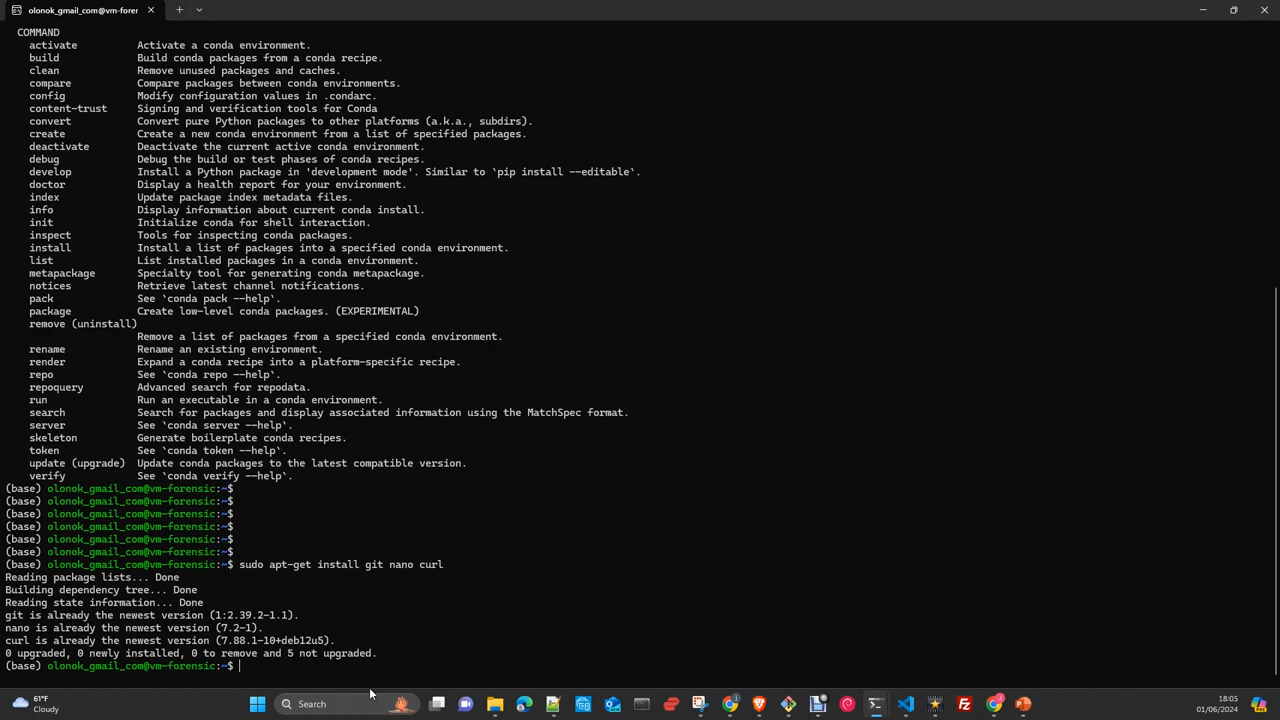 olonok_gmail_com@vm-foren
COMMAND
activate Activate a conda environment.
build Build conda packages from a conda recipe.
clean Remove unused packages and caches.
compare Compare packages between conda environments.
config Modify configuration values in .condarc.
content-trust Signing and verification tools for Conda
convert Convert pure Python packages to other platforms (a.k.a., subdirs).
create Create a new conda environment from a list of specified packages.
deactivate Deactivate the current active conda environment.
debug Debug the build or test phases of conda recipes.
develop Install a Python package in 'development mode'. Similar to `pip install --editable`.
doctor Display a health report for your environment.
index Update package index metadata files.
info Display information about current conda install.
init Initialize conda for shell interaction.
inspect Tools for inspecting conda packages.
install Install a list of packages into a specified conda environment.
list List installed packages in a conda environment.
metapackage Specialty tool for generating conda metapackage.
notices Retrieve latest channel notifications.
pack See `conda pack --help`.
package Create low-level conda packages. (EXPERIMENTAL)
remove (uninstall)
Remove a list of packages from a specified conda environment.
rename Rename an existing environment.
render Expand a conda recipe into a platform-specific recipe.
repo See `conda repo --help`.
repoquery Advanced search for repodata.
run Run an executable in a conda environment.
search Search for packages and display associated information using the MatchSpec format.
server See `conda server --help`.
skeleton Generate boilerplate conda recipes.
token See `conda token --help`.
update (upgrade) Update conda packages to the latest compatible version.
verify See `conda verify --help`.
(base) olonok_gmail_com@vm-forensic:~$
(base) olonok_gmail_com@vm-forensic:~$
(base) olonok_gmail_com@vm-forensic:~$
(base) olonok_gmail_com@vm-forensic:~$
(base) olonok_gmail_com@vm-forensic:~$
(base) olonok_gmail_com@vm-forensic:~$
(base) olonok_gmail_com@vm-forensic:~$ sudo apt-get install git nano curl
Reading package lists... Done
Building dependency tree... Done
Reading state information... Done
git is already the newest version (1:2.39.2-1.1).
nano is already the newest version (7.2-1).
curl is already the newest version (7.88.1-10+deb12u5).
0 upgraded, 0 newly installed, 0 to remove and 5 not upgraded.
(base) olonok_gmail_com@vm-forensic:~$
61°F
Cloudy
Search
18:05
01/06/2024